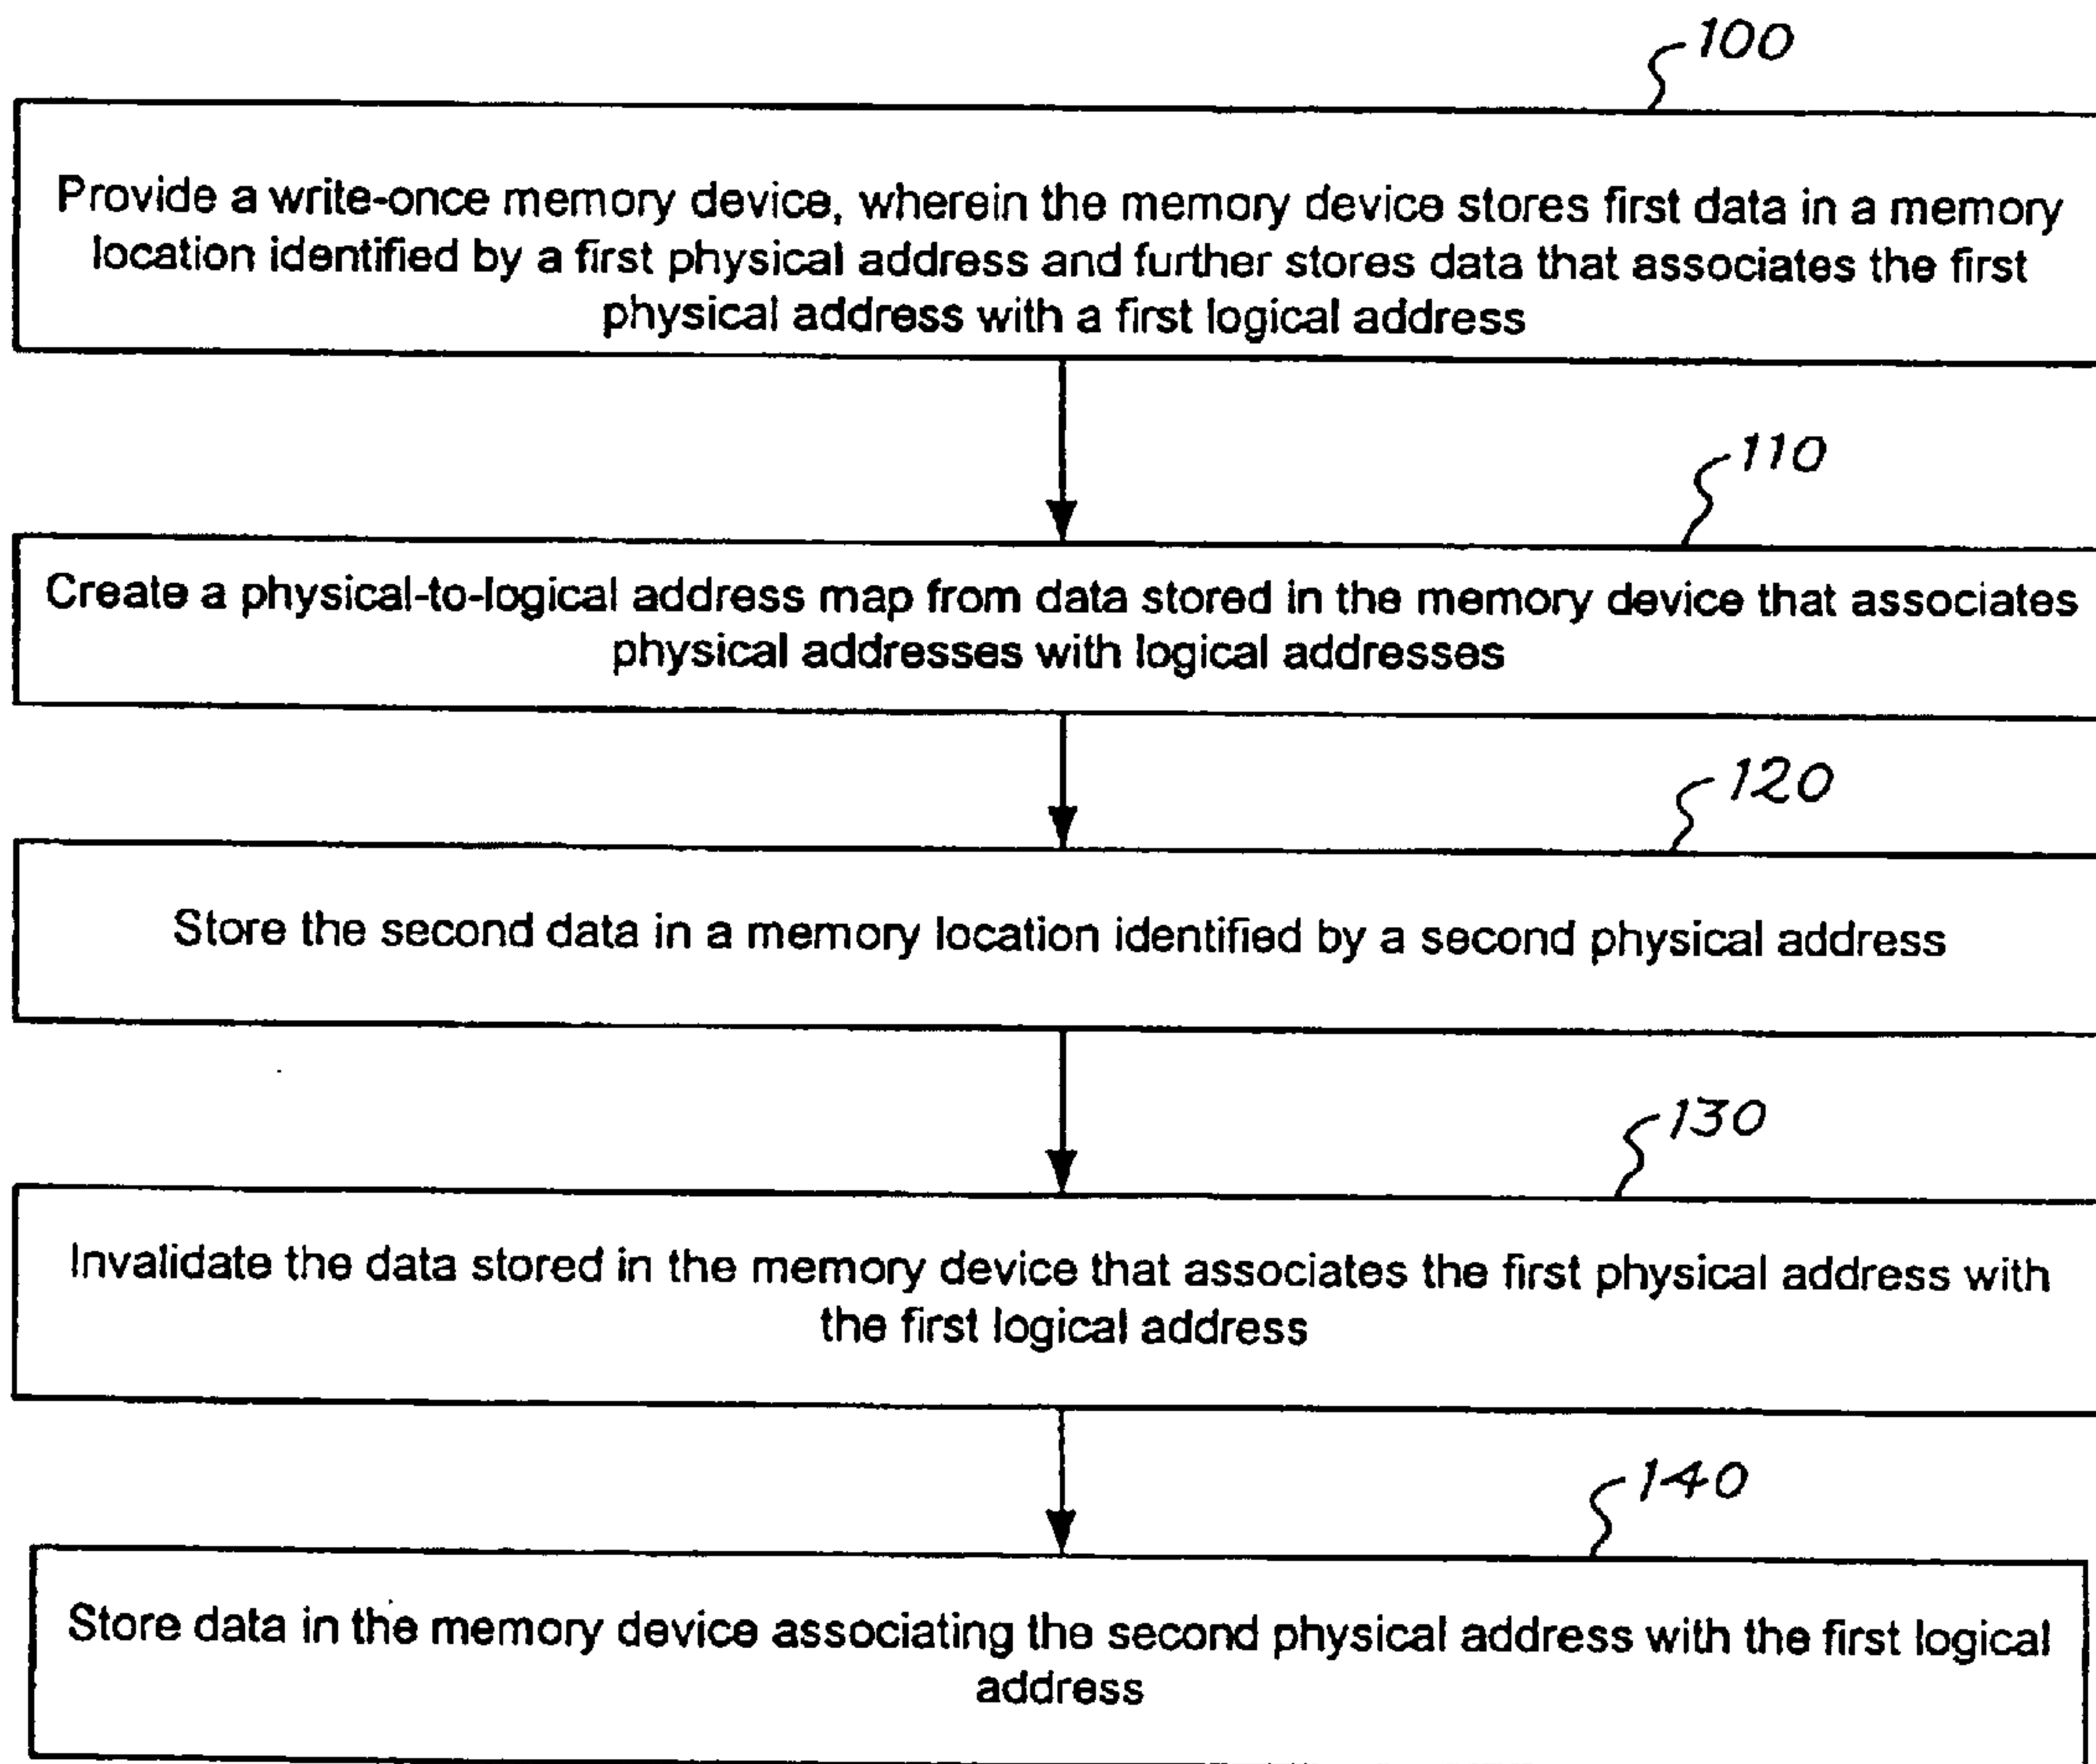 100
Provide a write-once memory device, wherein the memory device stores first data in a memory
location identified by a first physical address and further stores data that associates the first
physical address with a first logical address
110
Create a physical-to-logical address map from data stored in the memory device that associates
physical addresses with logical addresses
120
Store the second data in a memory location identified by a second physical address
130
Invalidate the data stored in the memory device that associates the first physical address with
the first logical address
140
Store data in the memory device associating the second physical address with the first logical
address